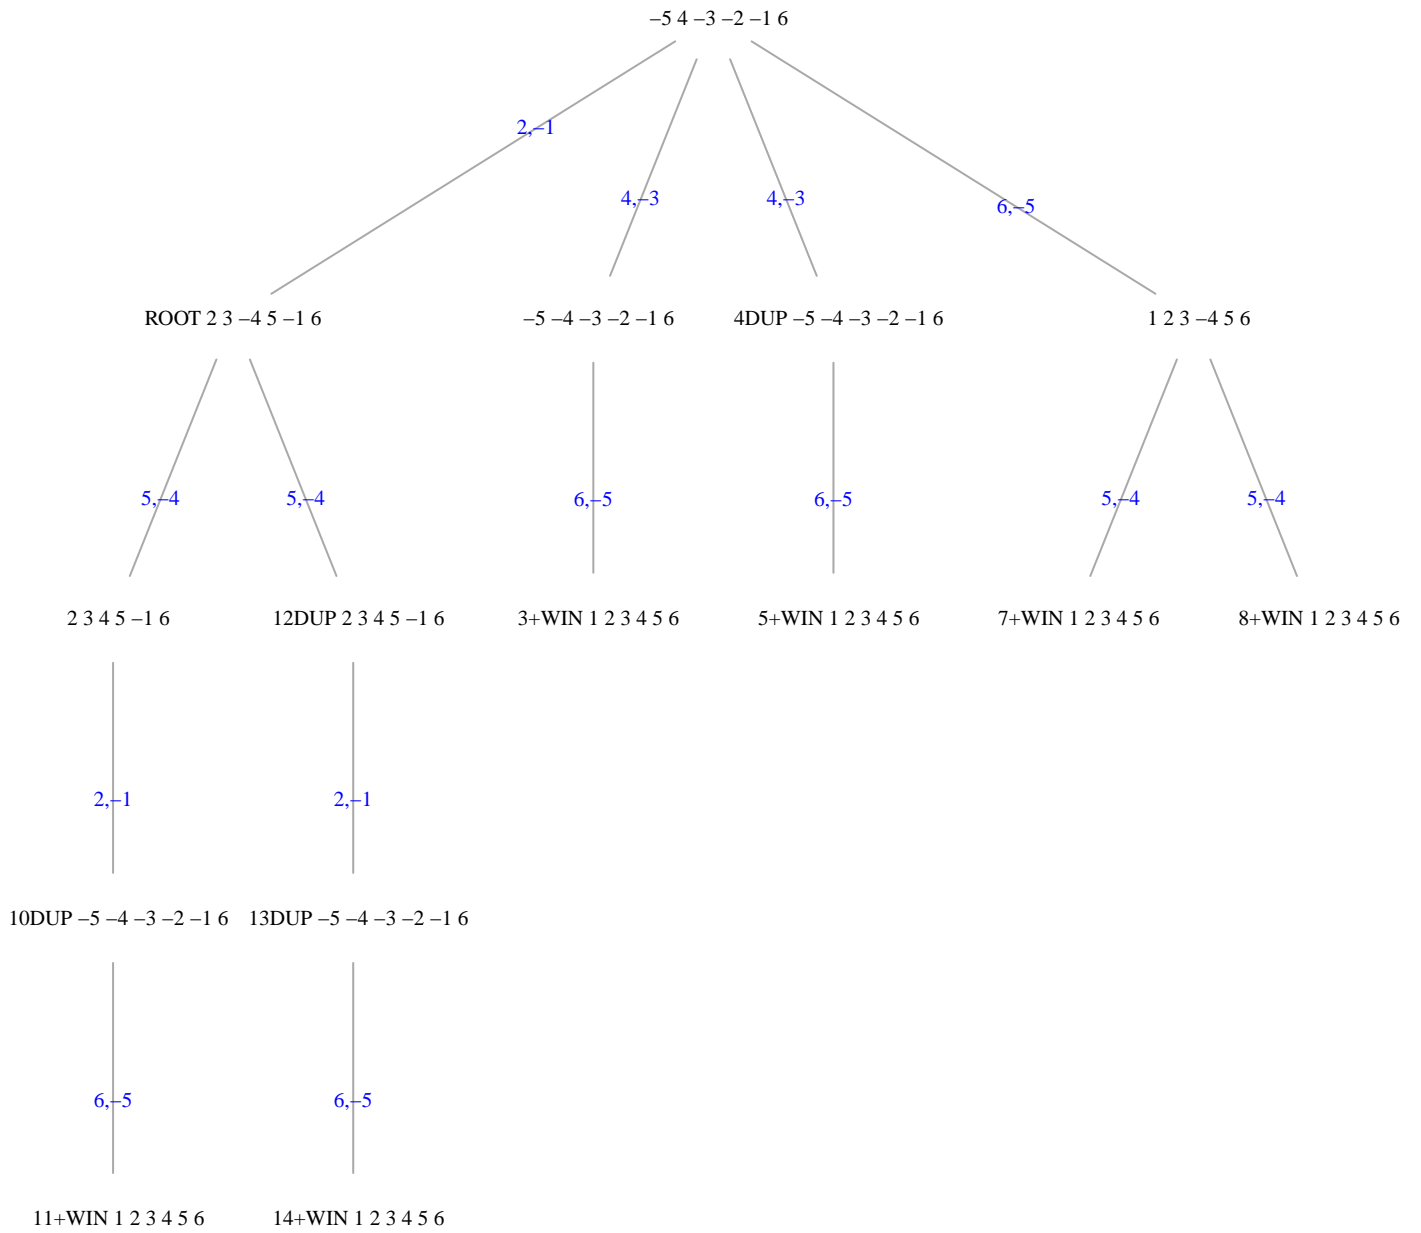 –5 4 –3 –2 –1 6
2,–1
4,–3 4,–3
6,–5
ROOT 2 3 –4 5 –1 6 –5 –4 –3 –2 –1 6 4DUP –5 –4 –3 –2 –1 6 1 2 3 –4 5 6
5,–4 5,–4 6,–5 6,–5 5,–4 5,–4
2 3 4 5 –1 6 12DUP 2 3 4 5 –1 6 3+WIN 1 2 3 4 5 6 5+WIN 1 2 3 4 5 6 7+WIN 1 2 3 4 5 6 8+WIN 1 2 3 4 5 6
2,–1 2,–1
10DUP –5 –4 –3 –2 –1 6 13DUP –5 –4 –3 –2 –1 6
6,–5 6,–5
11+WIN 1 2 3 4 5 6 14+WIN 1 2 3 4 5 6